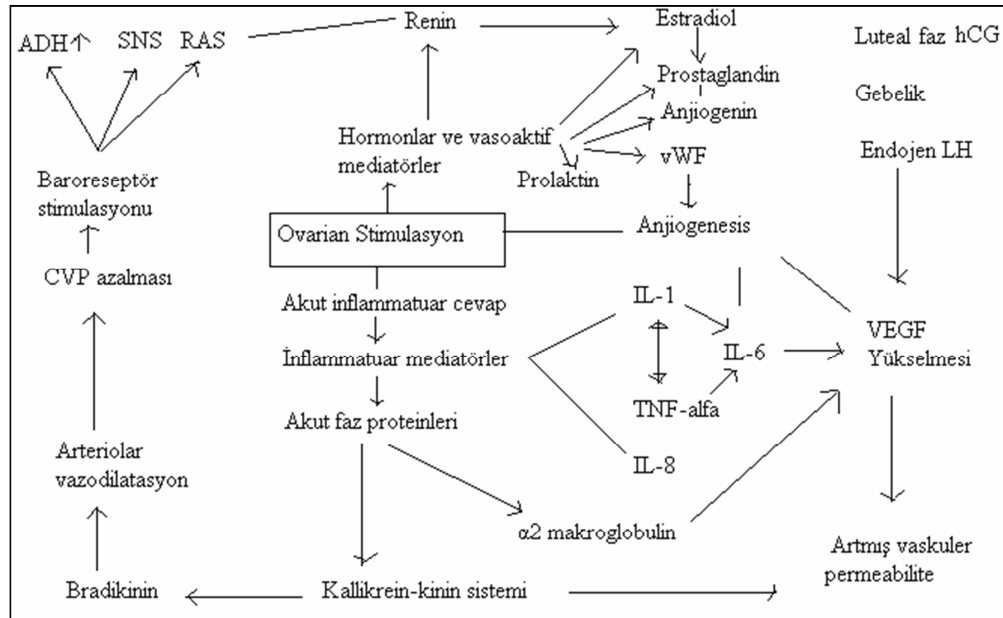 ADH↑ SNS RAS
Renin
Estradiol
Luteal faz hCG
Prostaglandin
Gebelik
Anjiogenin
Hormonlar ve vasoaktif
mediatörler
vWF
Endojen LH
Prolaktin
Baroreseptör
stimulasyonu
Ovarian Stimulasyon
Anjiogenesis
CVP azalması
Akut inflammatuar cevap
IL-1
VEGF
Yükselmesi
İnflammatuar mediatörler
IL-6
TNF-alfa
Akut faz proteinleri
Arteriolar
vazodilatasyon
IL-8
α2 makroglobulin
Artmış vaskuler
permeabilite
Bradikinin
Kallikrein-kinin sistemi